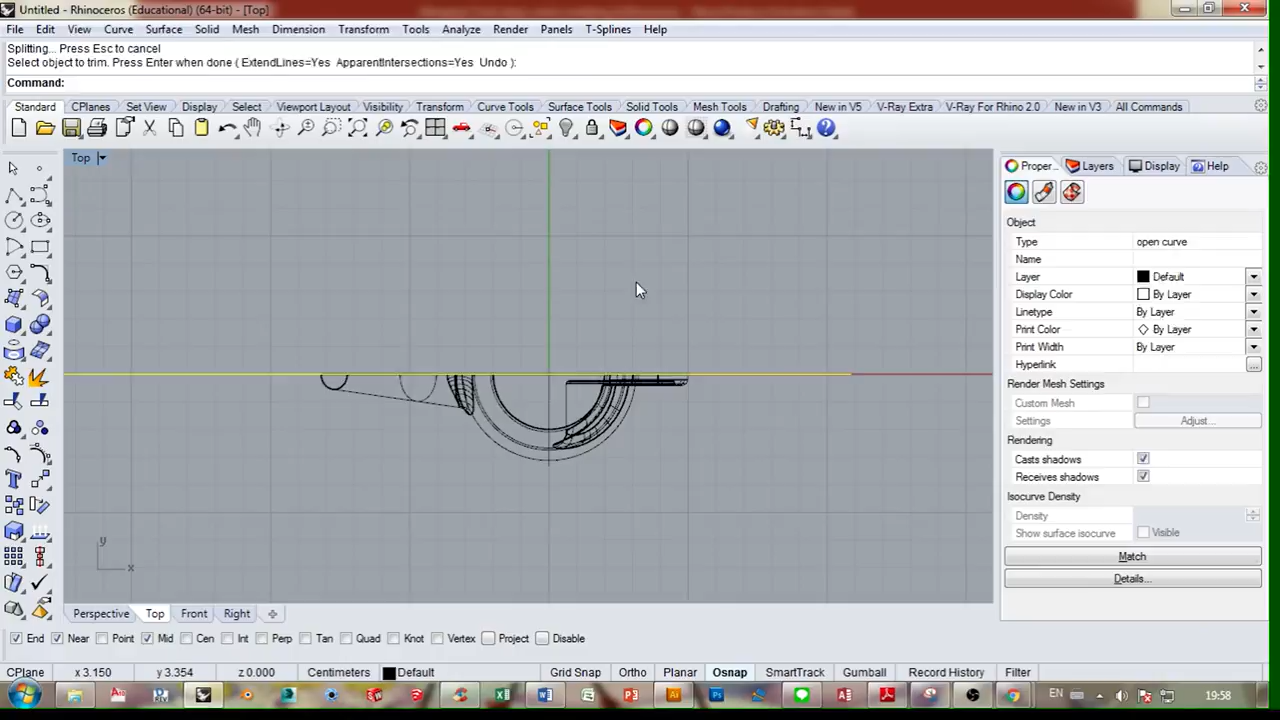 Untitled - Rhinoceros (Educational) (64-bit) - [Top]
File Edit View Curve Surface Solid Mesh Dimension Transform Tools Analyze Render Panels T-Splines Help
Splitting... Press Esc to cancel
Select object to trim. Press Enter when done ( ExtendLines=Yes ApparentIntersections=Yes Undo ):
Command:
Standard CPlanes Set View Display Select Viewport Layout Visibility Transform Curve Tools Surface Tools Solid Tools Mesh Tools Drafting New in V5 V-Ray Extra V-Ray For Rhino 2.0 New in V3 All Commands
Top
Proper... Layers Display Help
Object
Type open curve
Name
Layer Default
Display Color By Layer
Linetype By Layer
Print Color By Layer
Print Width By Layer
Hyperlink ...
Render Mesh Settings
Custom Mesh
Settings Adjust...
Rendering
Casts shadows
Receives shadows
Isocurve Density
Density
Show surface isocurve Visible
Match
Details...
y
x
Perspective Top Front Right
End Near Point Mid Cen Int Perp Tan Quad Knot Vertex Project Disable
CPlane x 3.150 y 3.354 z 0.000 Centimeters Default Grid Snap Ortho Planar Osnap SmartTrack Gumball Record History Filter
EN 19:58